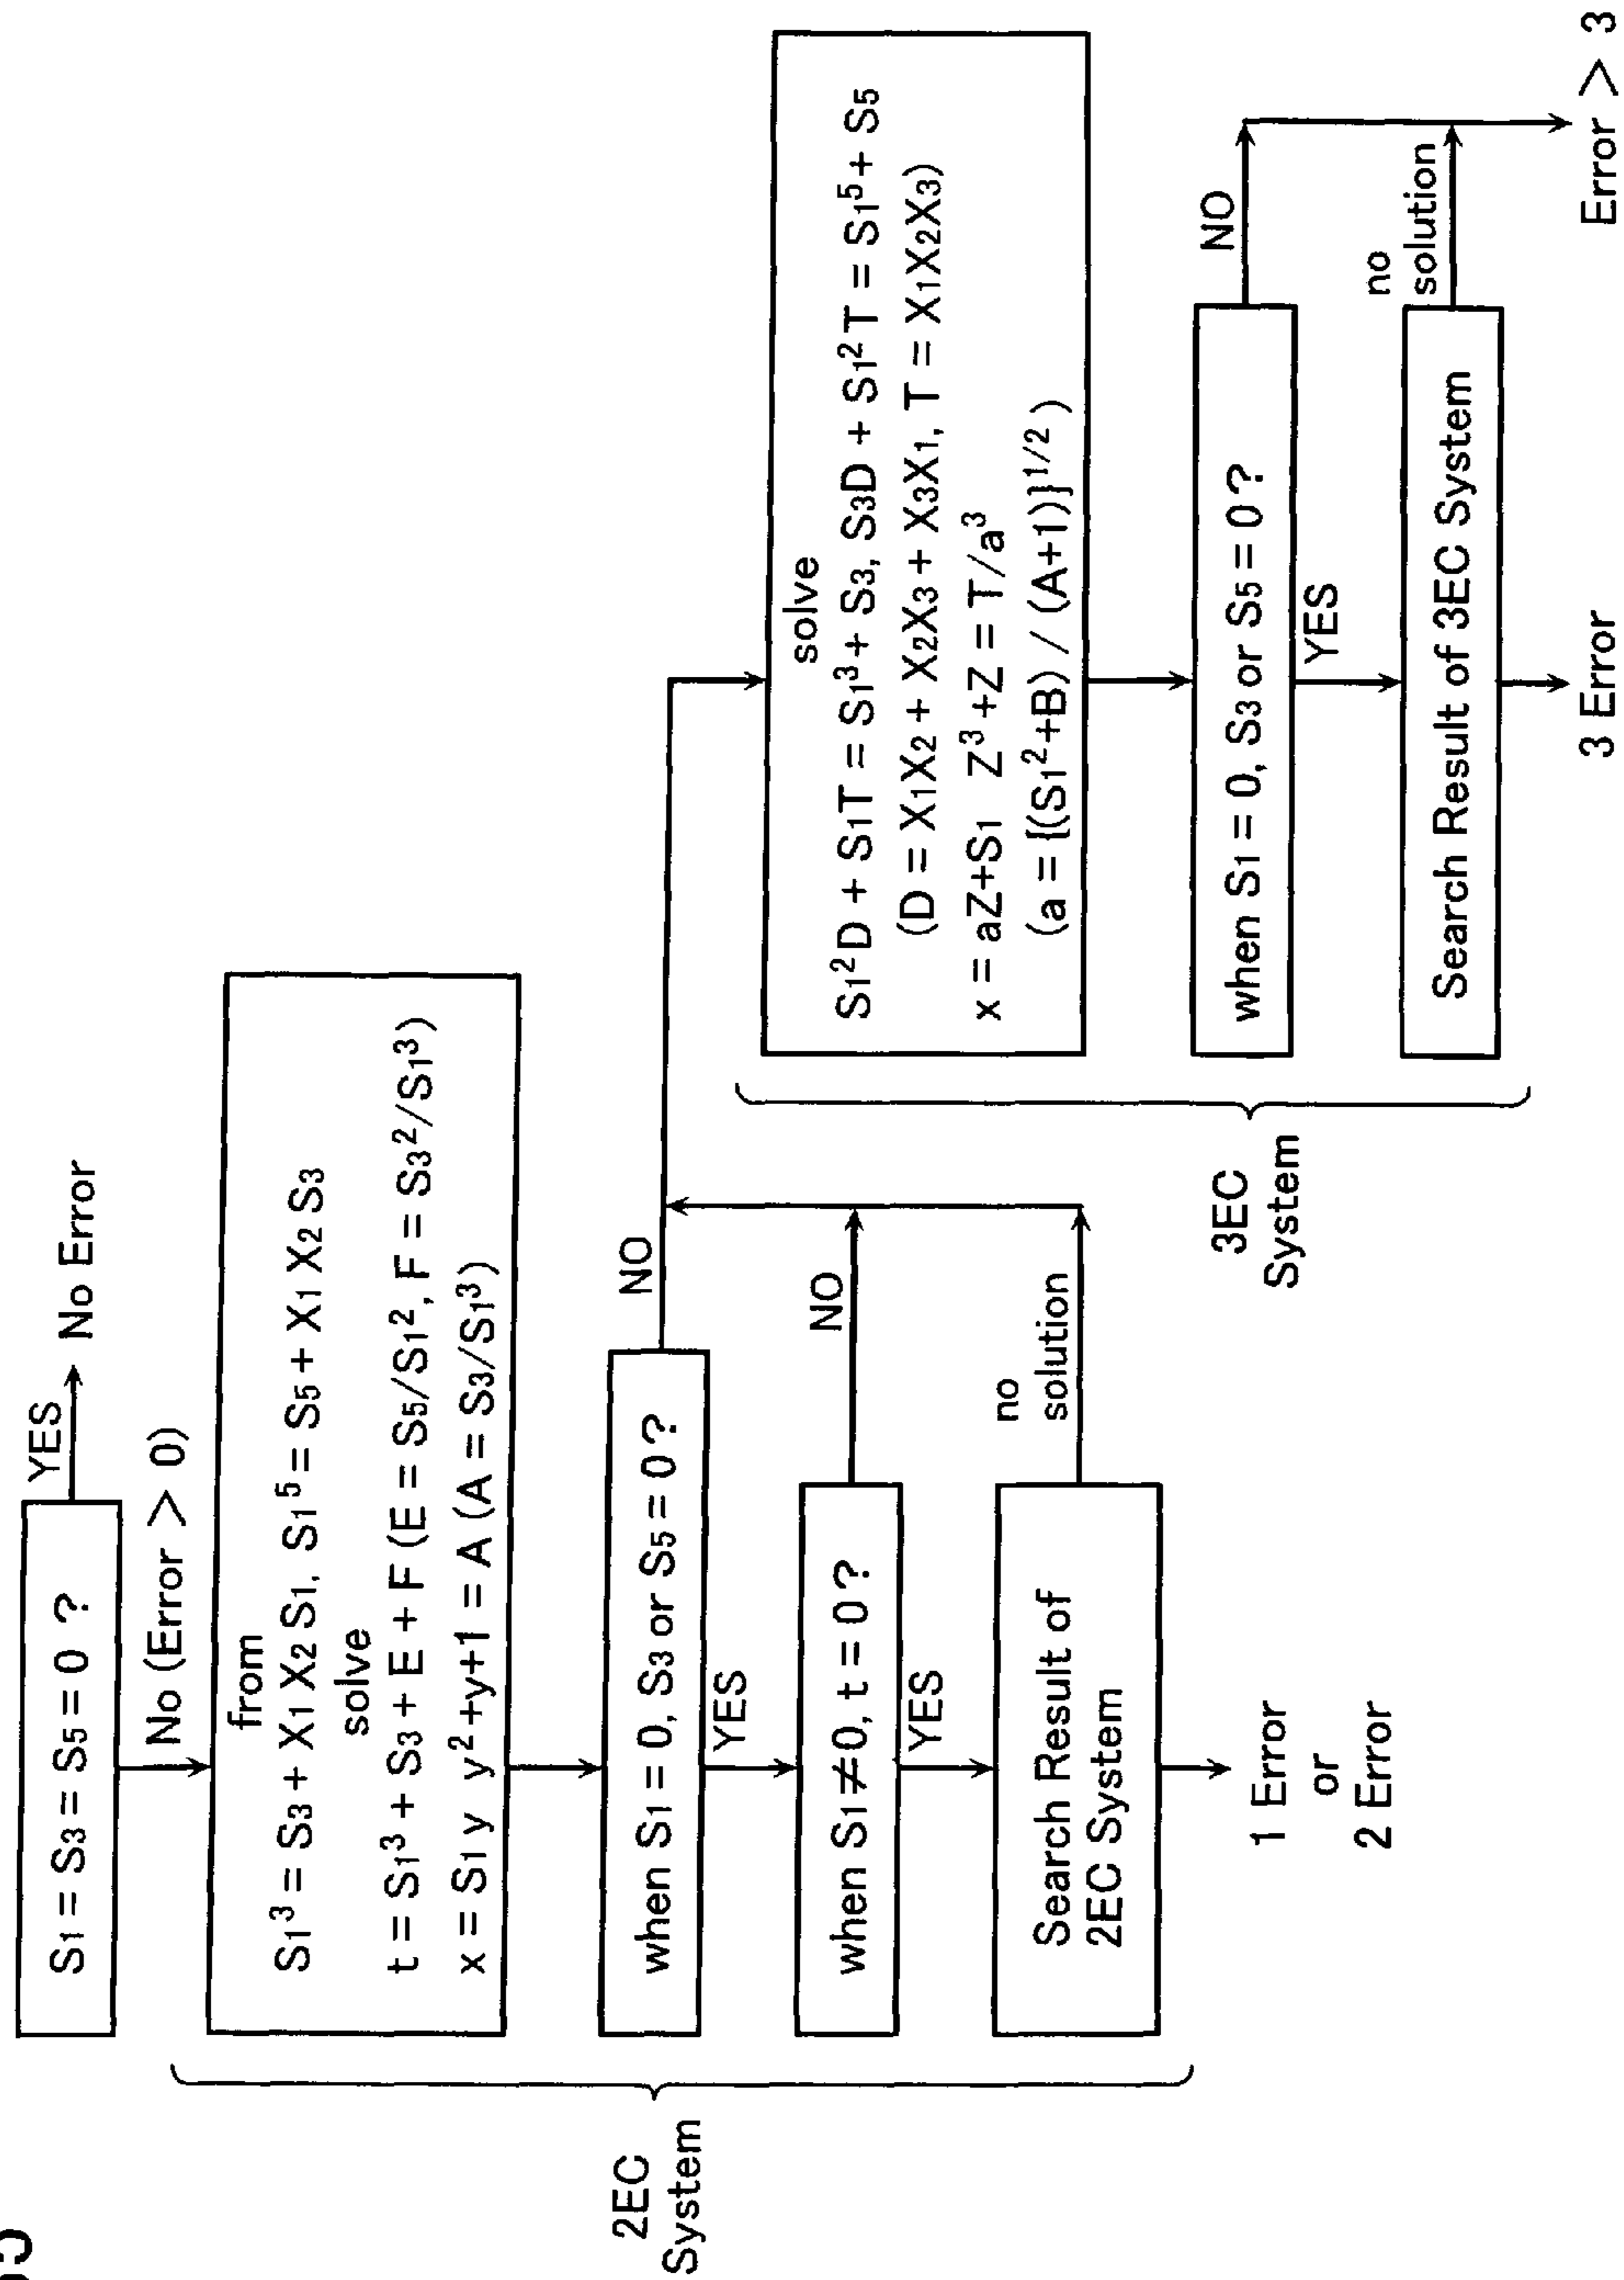 S₁ = S₃ = S₅ = 0 ?
YES
No Error
No (Error > 0)
from
S₁³ = S₃ + X₁ X₂ S₁, S₁⁵ = S₅ + X₁ X₂ S₃
solve
t = S₁³ + S₃ + E + F (E = S₅/S₁², F = S₃²/S₁³)
x = S₁ y y²+y+1 = A (A = S₃/S₁³)
when S₁ = 0, S₃ or S₅ = 0 ?
NO
YES
when S₁ ≠ 0, t = 0 ?
NO
YES
Search Result of
2EC System
no
solution
1 Error
or
2 Error
2EC
System
solve
S₁²D + S₁T = S₁³ + S₃, S₃D + S₁²T = S₁⁵ + S₅
(D = X₁X₂ + X₂X₃ + X₃X₁, T = X₁X₂X₃)
x = aZ+S₁ Z³+Z = T/a³
(a = {(S₁²+B) / (A+1)}¹ᐟ² )
when S₁ = 0, S₃ or S₅ = 0 ?
NO
YES
Search Result of 3EC System
no
solution
3 Error
Error > 3
3EC
System